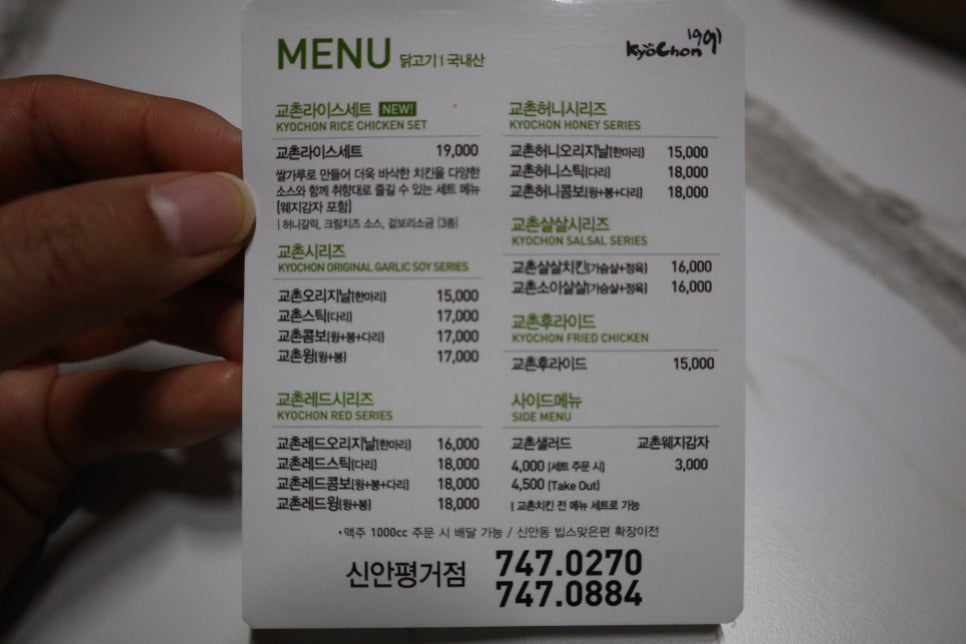 MENU 닭고기 | 국내산
KyoChon 1991
교촌라이스세트 NEW!
KYOCHON RICE CHICKEN SET
교촌라이스세트 19,000
쌀가루로 만들어 더욱 바삭한 치킨을 다양한
소스와 함께 취향대로 즐길 수 있는 세트 메뉴
[웨지감자 포함]
| 허니갈릭, 크림치즈 소스, 겉보리소금 [3종]
교촌시리즈
KYOCHON ORIGINAL GARLIC SOY SERIES
교촌오리지날[한마리] 15,000
교촌스틱[다리] 17,000
교촌콤보[윙+봉+다리] 17,000
교촌윙[윙+봉] 17,000
교촌레드시리즈
KYOCHON RED SERIES
교촌레드오리지날[한마리] 16,000
교촌레드스틱[다리] 18,000
교촌레드콤보[윙+봉+다리] 18,000
교촌레드윙[윙+봉] 18,000
교촌허니시리즈
KYOCHON HONEY SERIES
교촌허니오리지날[한마리] 15,000
교촌허니스틱[다리] 18,000
교촌허니콤보[윙+봉+다리] 18,000
교촌살살시리즈
KYOCHON SALSAL SERIES
교촌살살치킨[가슴살+정육] 16,000
교촌소이살살[가슴살+정육] 16,000
교촌후라이드
KYOCHON FRIED CHICKEN
교촌후라이드 15,000
사이드메뉴
SIDE MENU
교촌샐러드 교촌웨지감자
4,000 [세트 주문 시] 3,000
4,500 [Take Out]
| 교촌치킨 전 메뉴 세트로 가능
•맥주 1000cc 주문 시 배달 가능 / 신안동 빕스맞은편 확장이전
신안평거점 747.0270
747.0884